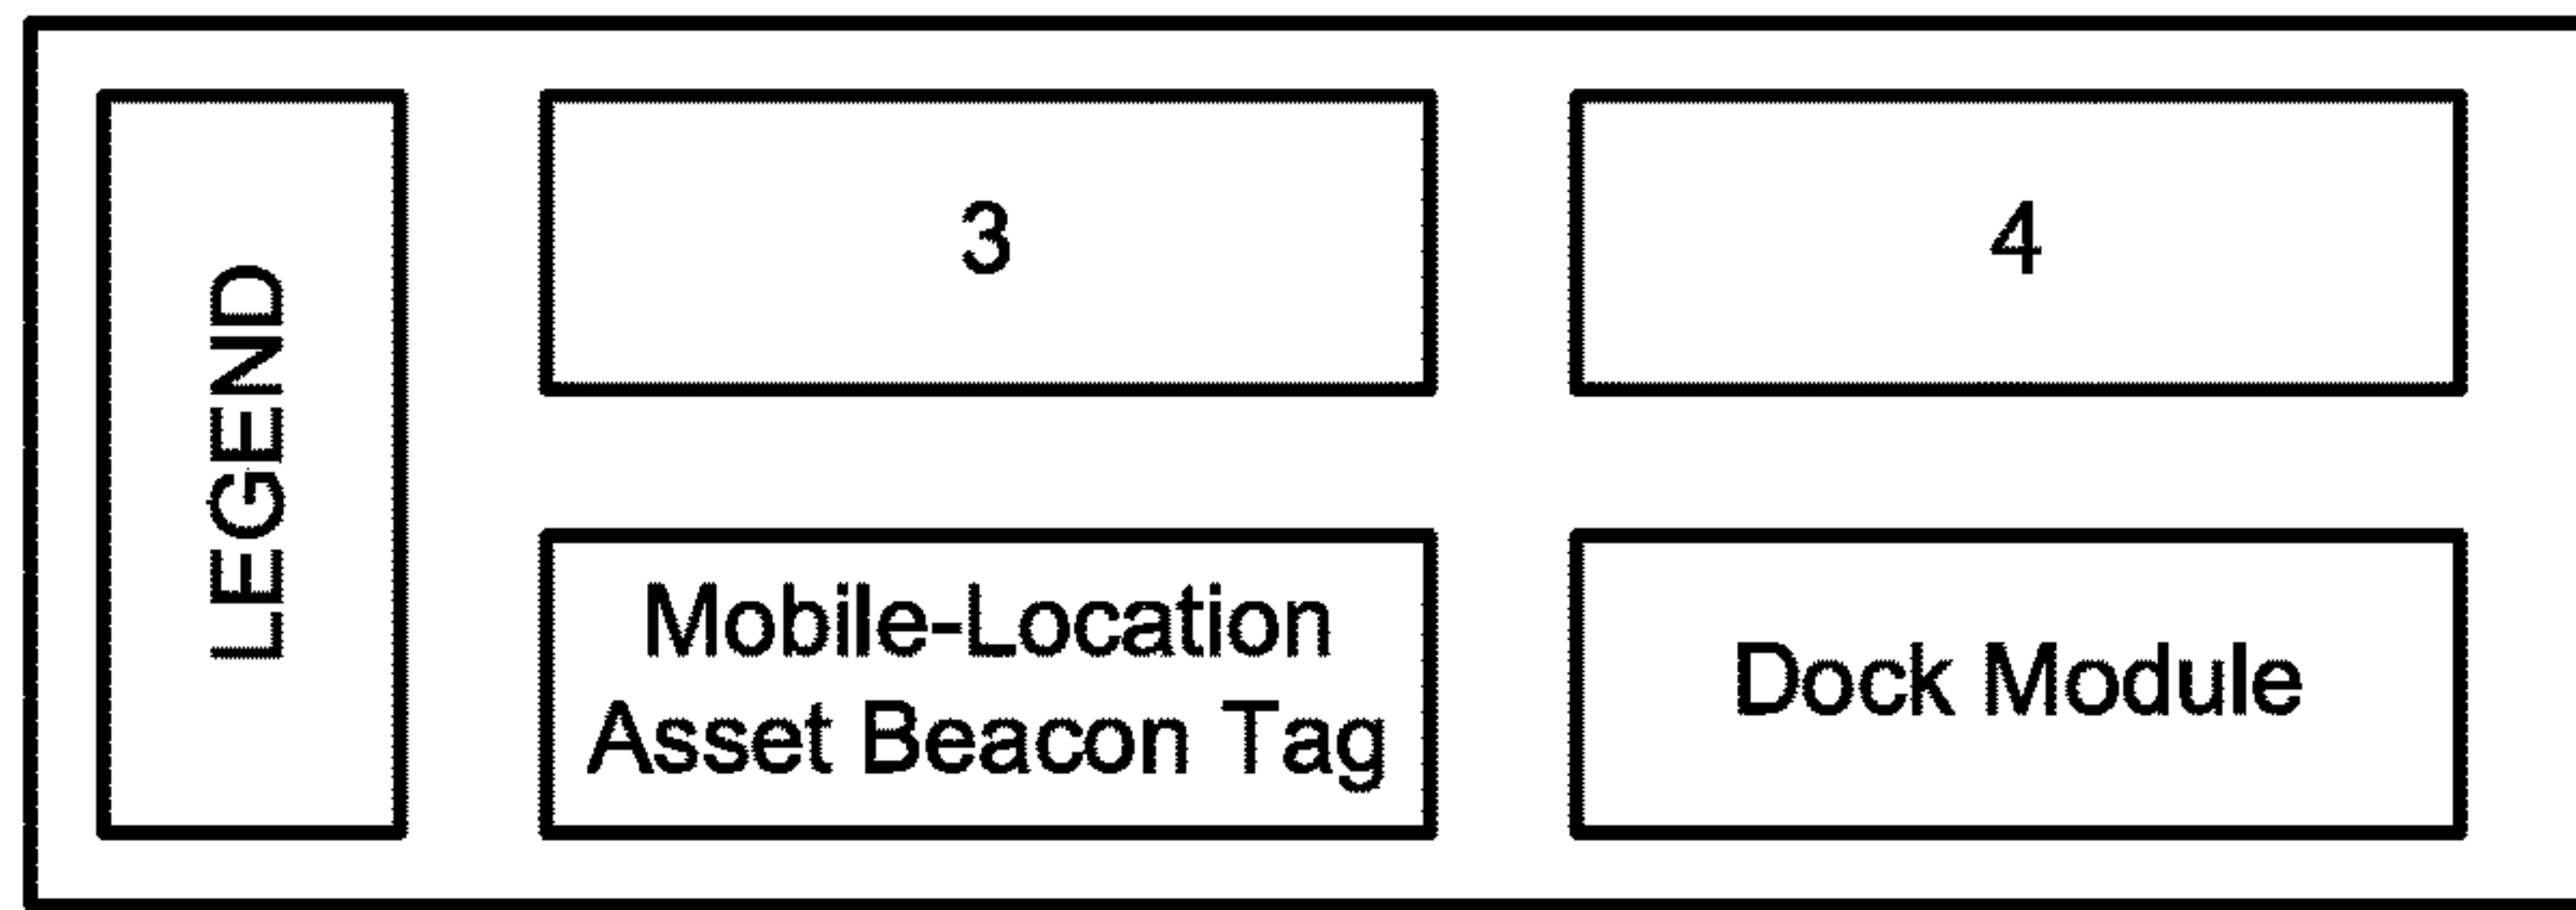 LEGEND
3
4
Mobile-Location
Asset Beacon Tag
Dock Module